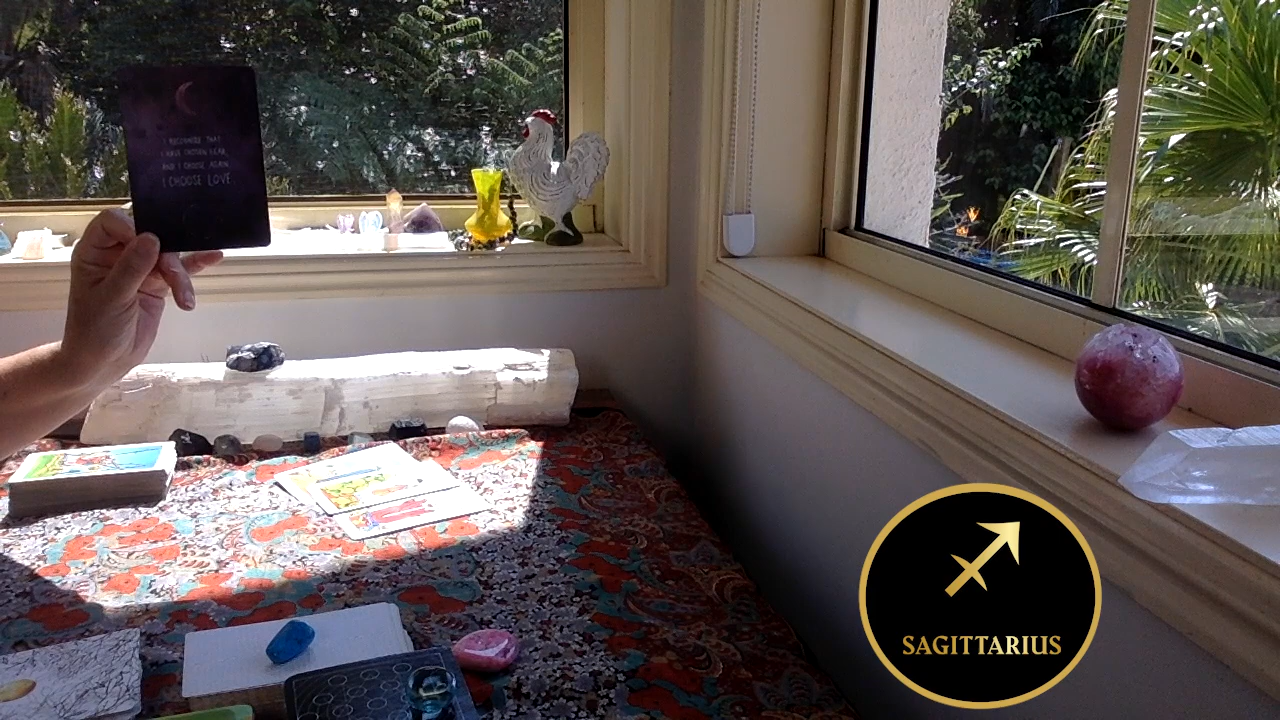 I RECOGNIZE THAT
I HAVE CHOSEN FEAR,
AND I CHOOSE AGAIN.
I CHOOSE LOVE.
SAGITTARIUS